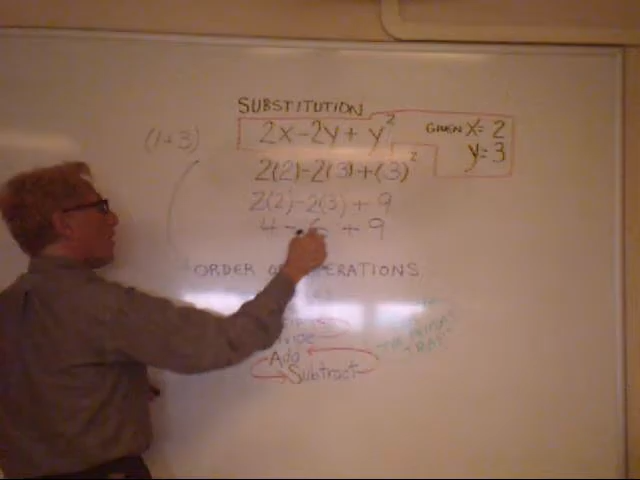 SUBSTITUTION
2x-2y+y² GIVEN x=2
y=3
(1+3)
2(2)-2(3)+(3)²
2(2)-2(3)+9
4-6+9
ORDER OPERATIONS
Add
Subtract